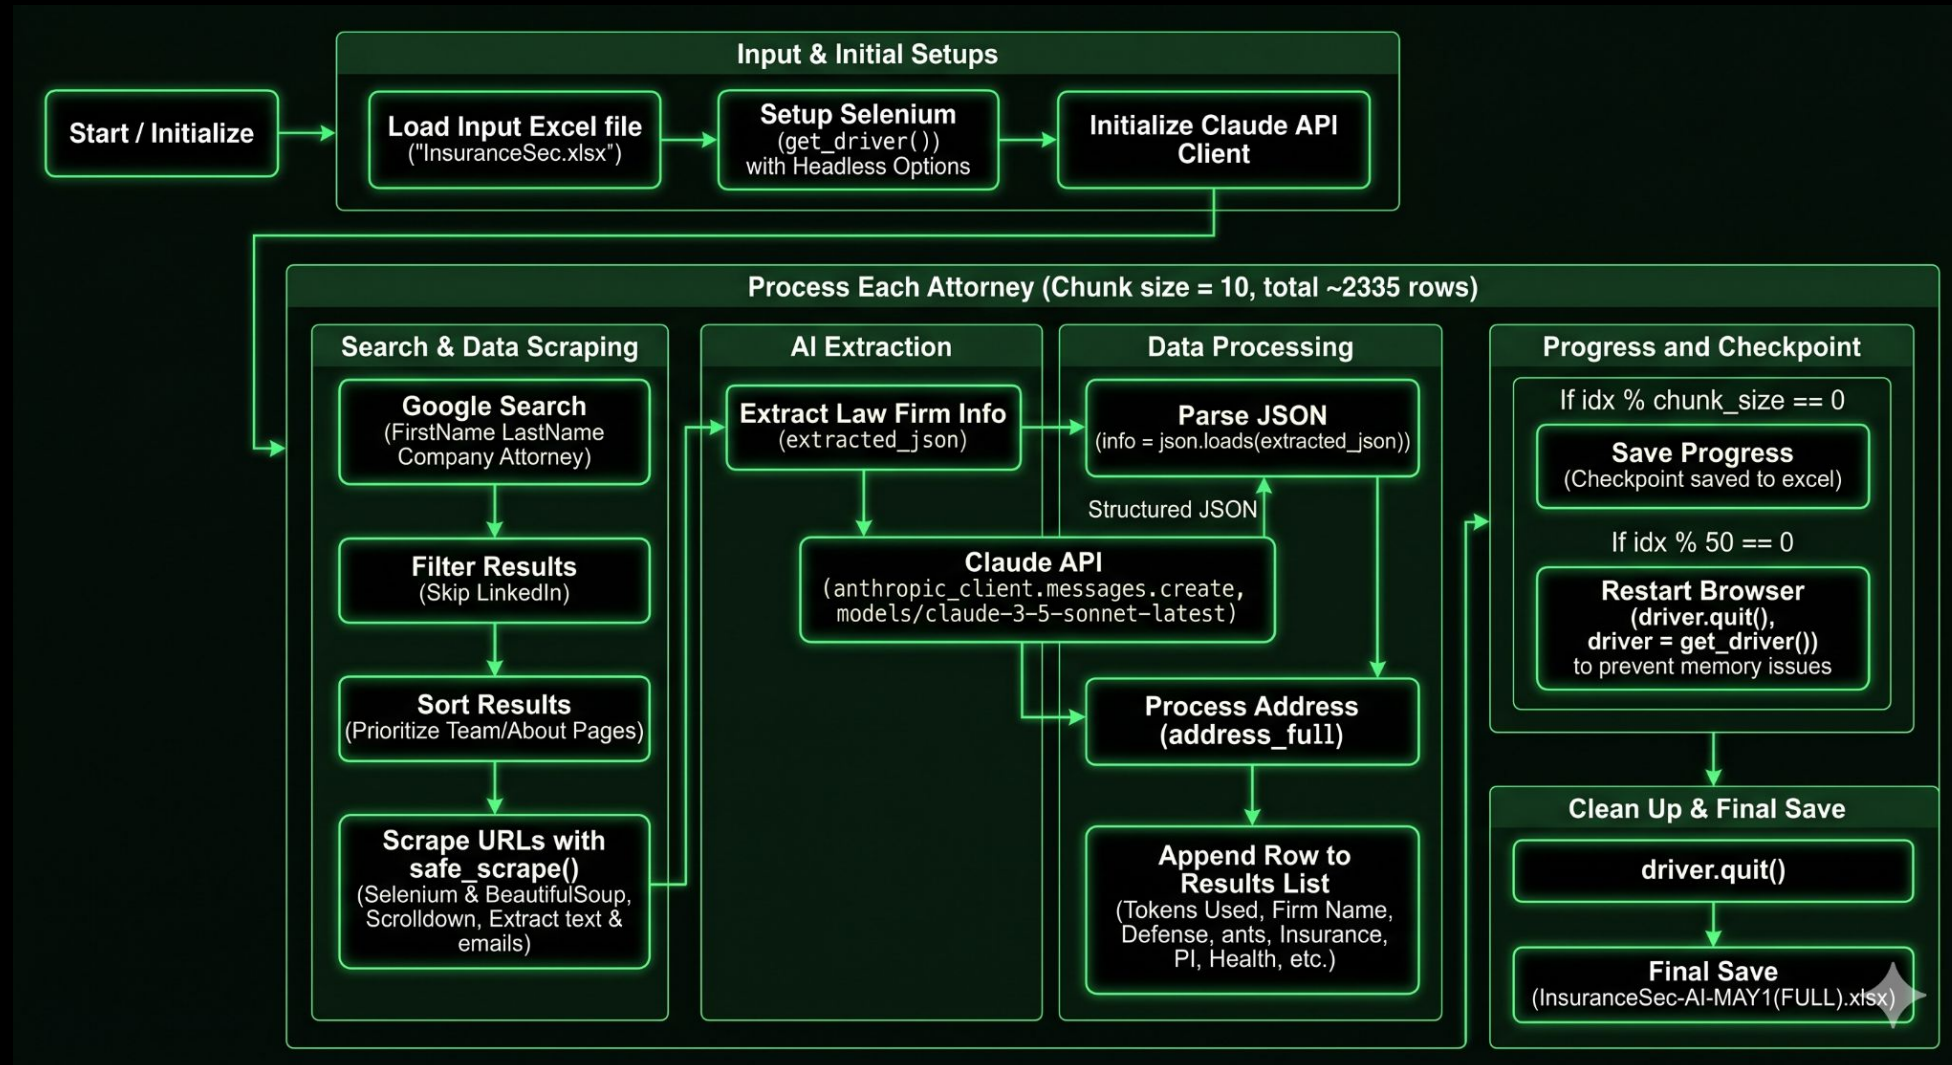 Input & Initial Setups
Start / Initialize
Load Input Excel file
("InsuranceSec.xlsx")
Setup Selenium
(get_driver())
with Headless Options
Initialize Claude API
Client
Process Each Attorney (Chunk size = 10, total ~2335 rows)
Search & Data Scraping
Google Search
(FirstName LastName
Company Attorney)
Filter Results
(Skip LinkedIn)
Sort Results
(Prioritize Team/About Pages)
Scrape URLs with
safe_scrape()
(Selenium & BeautifulSoup,
Scrolldown, Extract text &
emails)
AI Extraction
Extract Law Firm Info
(extracted_json)
Claude API
(anthropic_client.messages.create,
models/claude-3-5-sonnet-latest)
Data Processing
Parse JSON
(info = json.loads(extracted_json))
Structured JSON
Process Address
(address_full)
Append Row to
Results List
(Tokens Used, Firm Name,
Defense, ants, Insurance,
PI, Health, etc.)
Progress and Checkpoint
If idx % chunk_size == 0
Save Progress
(Checkpoint saved to excel)
If idx % 50 == 0
Restart Browser
(driver.quit(),
driver = get_driver())
to prevent memory issues
Clean Up & Final Save
driver.quit()
Final Save
(InsuranceSec-AI-MAY1(FULL).xlsx)